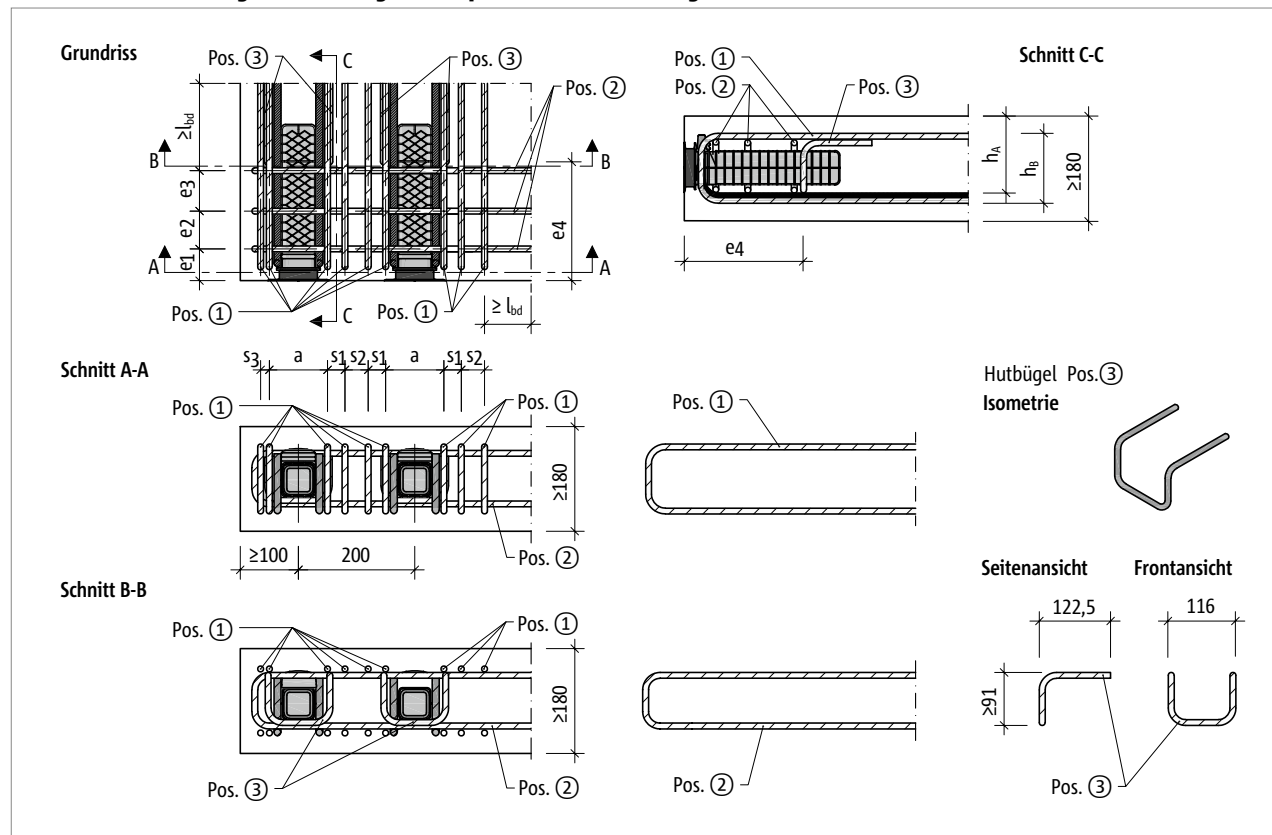 Grundriss
C
Pos. ③
Pos. ③
Pos. ②
≥lbd
B
B
e3
e2
e1
e4
A
A
Pos. ①
C
Pos. ①
≥ lbd
Schnitt C-C
Pos. ①
Pos. ②
Pos. ③
hA
hB
≥180
e4
Schnitt A-A
s3
a
s1
s2
s1
a
s1
s2
Pos. ①
Pos. ①
≥180
Pos. ②
≥100
200
Pos. ①
Hutbügel Pos.③
Isometrie
Schnitt B-B
Pos. ①
Pos. ①
≥180
Pos. ③
Pos. ②
Pos. ②
Seitenansicht
Frontansicht
122,5
116
≥91
Pos. ③